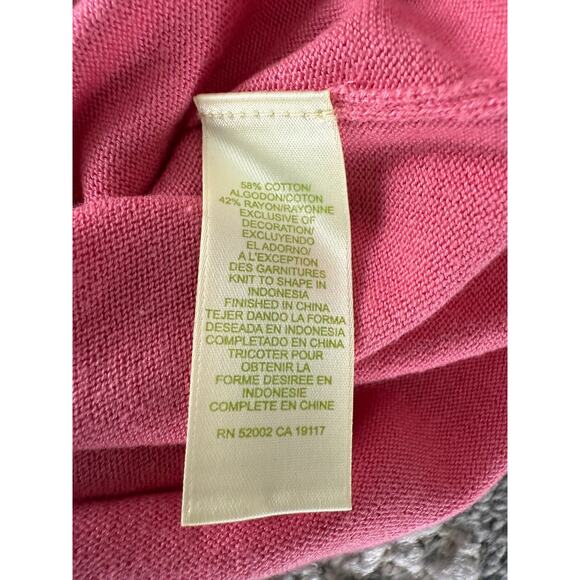 58% COTTON/
ALGODON/COTON
42% RAYON/RAYONNE
EXCLUSIVE OF
DECORATION/
EXCLUYENDO
EL ADORNO/
A L'EXCEPTION
DES GARNITURES
KNIT TO SHAPE IN
INDONESIA
FINISHED IN CHINA
TEJER DANDO LA FORMA
DESEADA EN INDONESIA
COMPLETADO EN CHINA
TRICOTER POUR
OBTENIR LA
FORME DESIREE EN
INDONESIE
COMPLETE EN CHINE
RN 52002 CA 19117